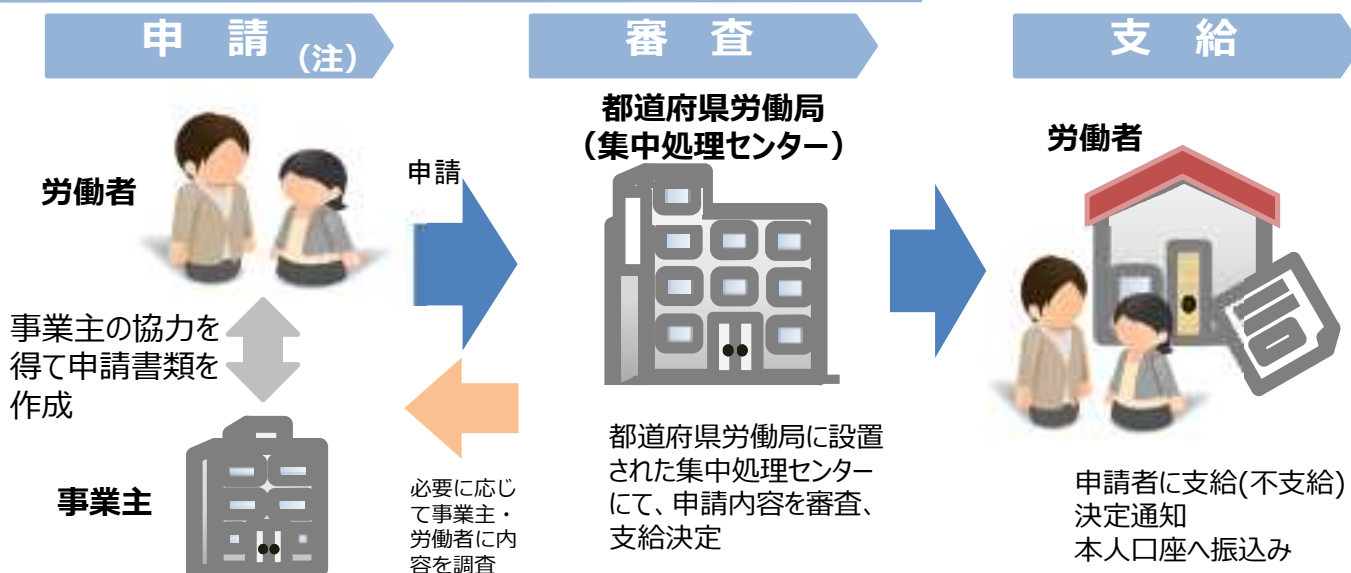 申 請 (注)
労働者
事業主の協力を
得て申請書類を
作成
事業主
申請
必要に応じ
て事業主・
労働者に内
容を調査
審 査
都道府県労働局
(集中処理センター)
都道府県労働局に設置
された集中処理センター
にて、申請内容を審査、
支給決定
支 給
労働者
申請者に支給(不支給)
決定通知
本人口座へ振込み